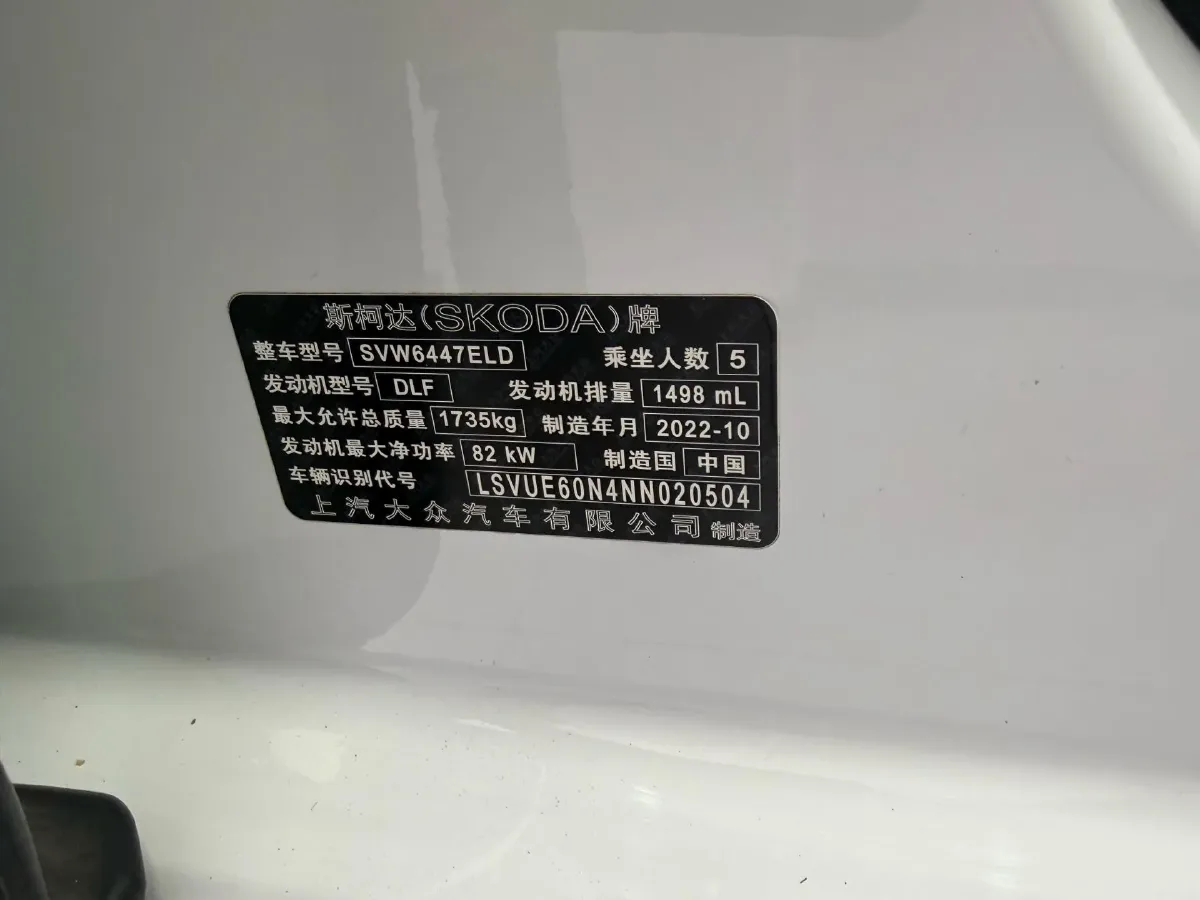 斯柯达(SKODA)牌
整车型号 SVW6447ELD 乘坐人数 5
发动机型号 DLF 发动机排量 1498 mL
最大允许总质量 1735kg 制造年月 2022-10
发动机最大净功率 82 kW 制造国 中国
车辆识别代号 LSVUE60N4NN020504
上汽大众汽车有限公司 制造